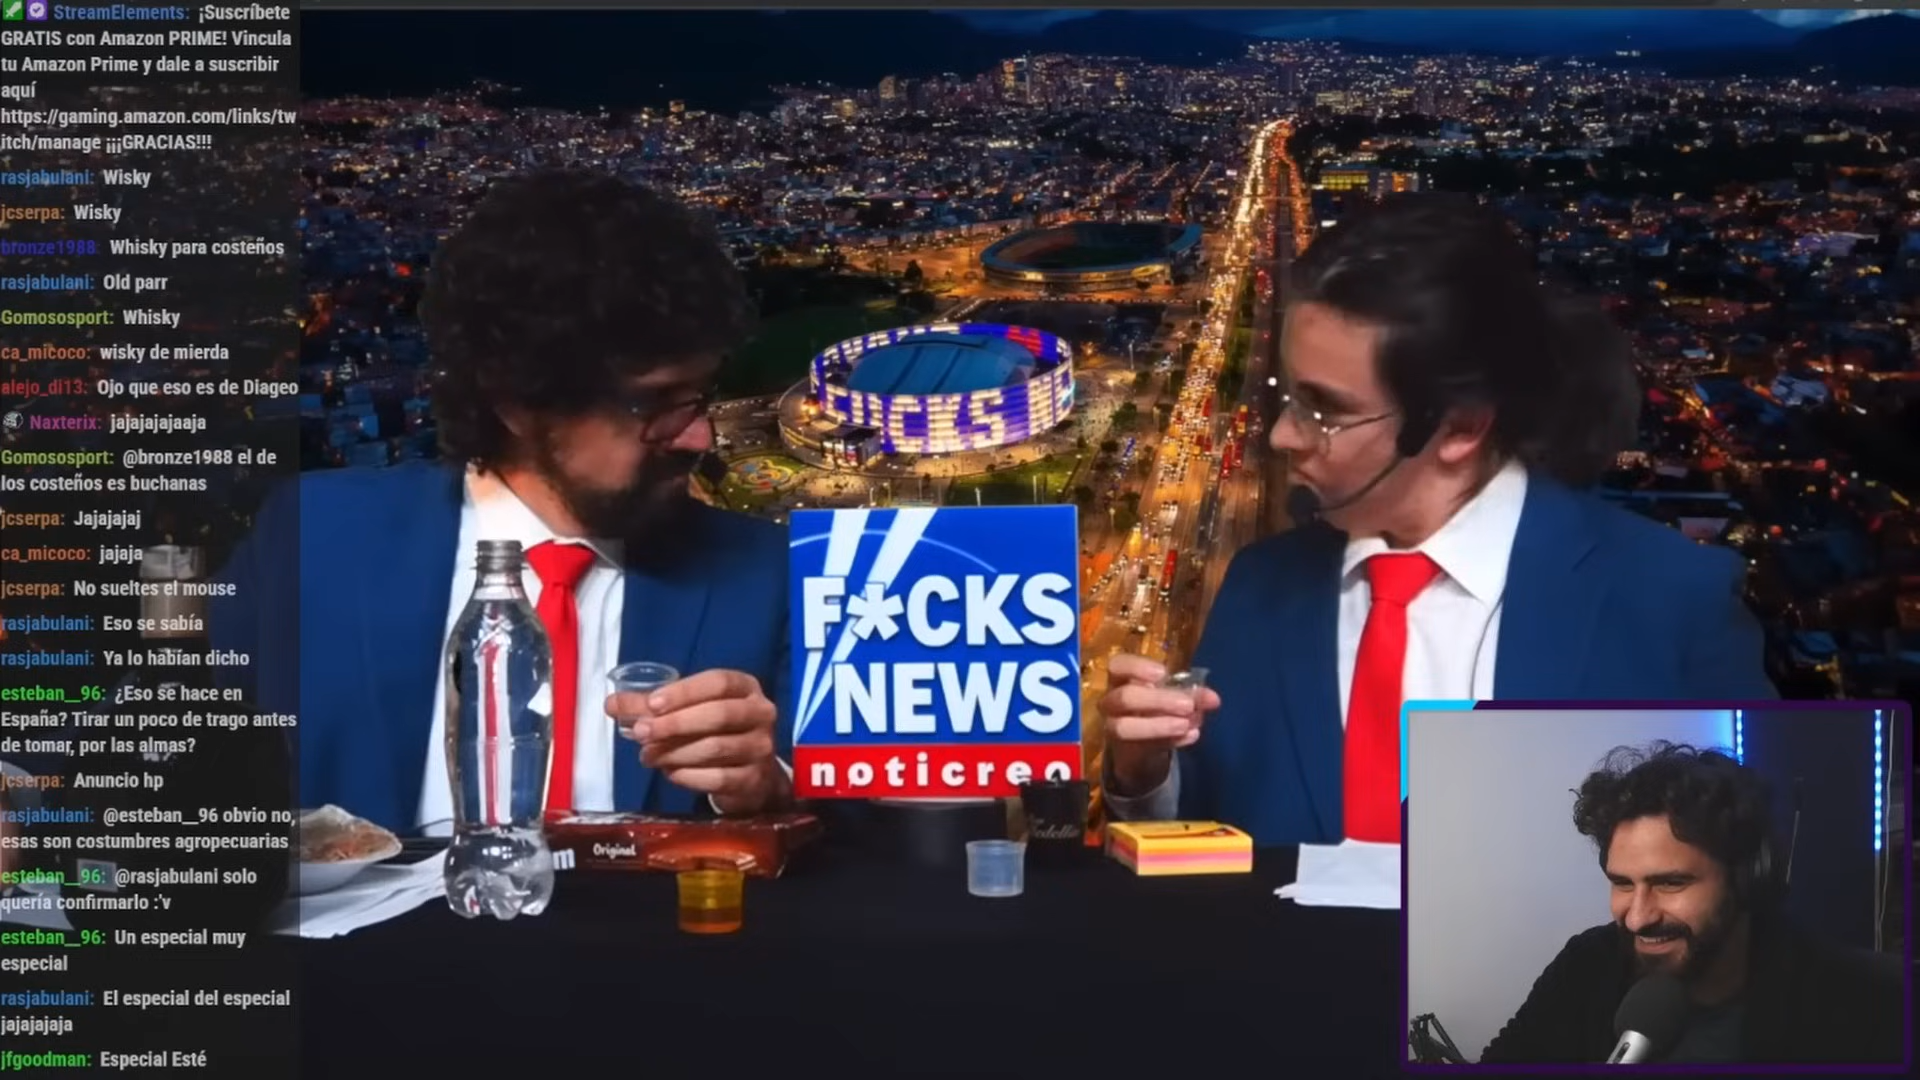 StreamElements: ¡Suscríbete
GRATIS con Amazon PRIME! Vincula
tu Amazon Prime y dale a suscribir
aquí
https://gaming.amazon.com/links/tw
itch/manage ¡¡¡GRACIAS!!!
rasjabulani: Wisky
jcserpa: Wisky
bronze1988: Whisky para costeños
rasjabulani: Old parr
Gomososport: Whisky
ca_micoco: wisky de mierda
alejo_di13: Ojo que eso es de Diageo
Naxterix: jajajajajaaja
Gomososport: @bronze1988 el de
los costeños es buchanas
jcserpa: Jajajajaj
ca_micoco: jajaja
jcserpa: No sueltes el mouse
rasjabulani: Eso se sabía
rasjabulani: Ya lo habían dicho
esteban__96: ¿Eso se hace en
España? Tirar un poco de trago antes
de tomar, por las almas?
jcserpa: Anuncio hp
rasjabulani: @esteban__96 obvio no,
esas son costumbres agropecuarias
esteban__96: @rasjabulani solo
quería confirmarlo :'v
esteban__96: Un especial muy
especial
rasjabulani: El especial del especial
jajajajaja
jfgoodman: Especial Esté
UCKS
F*CKS
NEWS
noticreo
Original